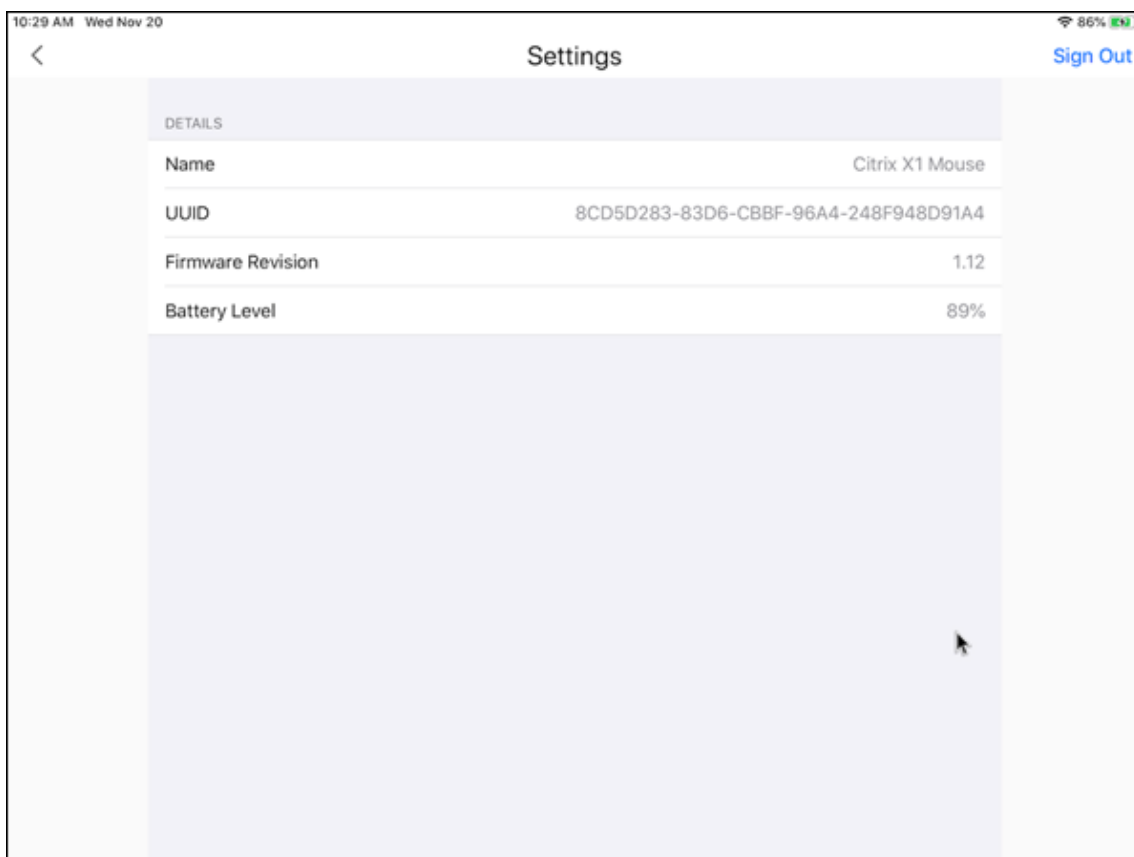 10:29 AM Wed Nov 20 86%
Settings Sign Out
DETAILS
Name Citrix X1 Mouse
UUID 8CD5D283-83D6-CBBF-96A4-248F948D91A4
Firmware Revision 1.12
Battery Level 89%